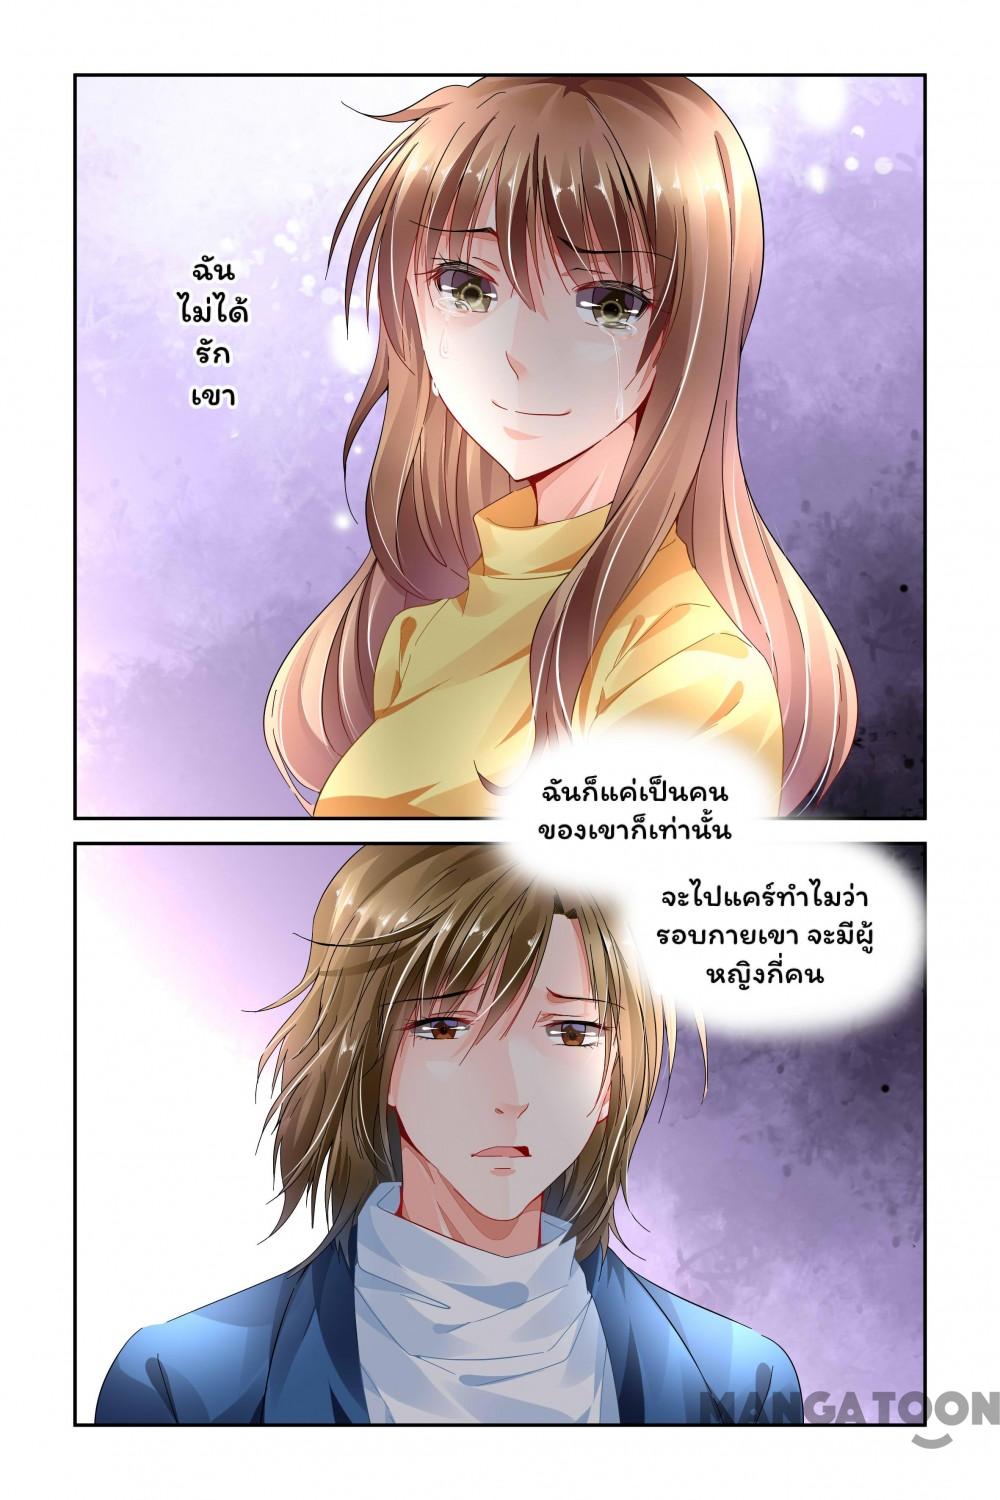 ฉัน
ไม่ได้
รัก
เขา
ฉันก็แค่เป็นคน
ของเขาก็เท่านั้น
จะไปแคร์ทำไมว่า
รอบกายเขา จะมีผู้
หญิงกี่คน
MANGATOON